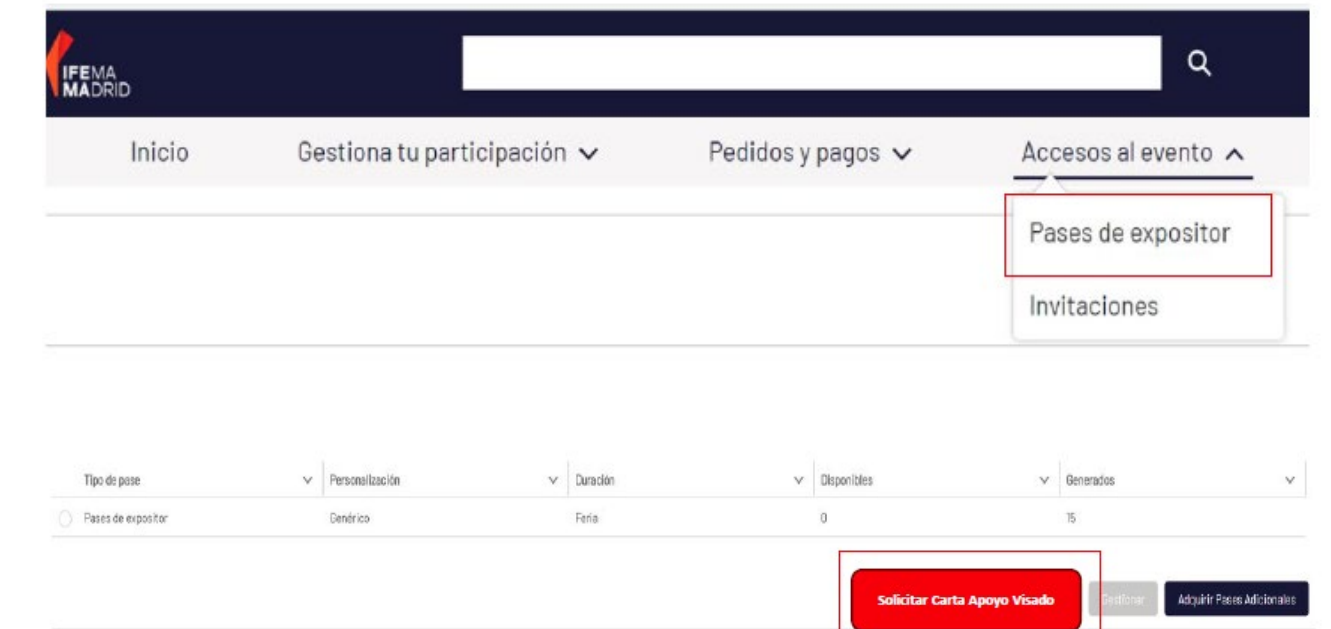 IFEMA
MADRID
Inicio Gestiona tu participación Pedidos y pagos Accesos al evento
Pases de expositor
Invitaciones
Tipo de pase Personalización Duración Disponibles Generados
Pases de expositor Genérico Feria 0 15
Solicitar Carta Apoyo Visado Gestionar Adquirir Pases Adicionales